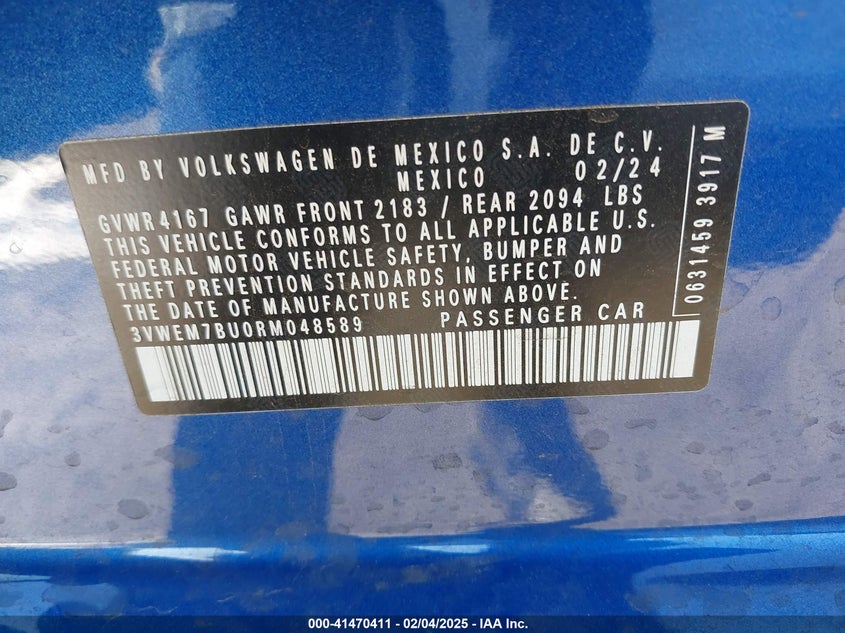 MFD BY VOLKSWAGEN DE MEXICO S.A. DE C.V.
MEXICO 02/24
GVWR 4167 GAWR FRONT 2183 / REAR 2094 LBS
THIS VEHICLE CONFORMS TO ALL APPLICABLE U.S.
FEDERAL MOTOR VEHICLE SAFETY, BUMPER AND
THEFT PREVENTION STANDARDS IN EFFECT ON
THE DATE OF MANUFACTURE SHOWN ABOVE.
3VWEM7BU0RM048589 PASSENGER CAR
0631459 3917 M
000-41470411 - 02/04/2025 - IAA Inc.